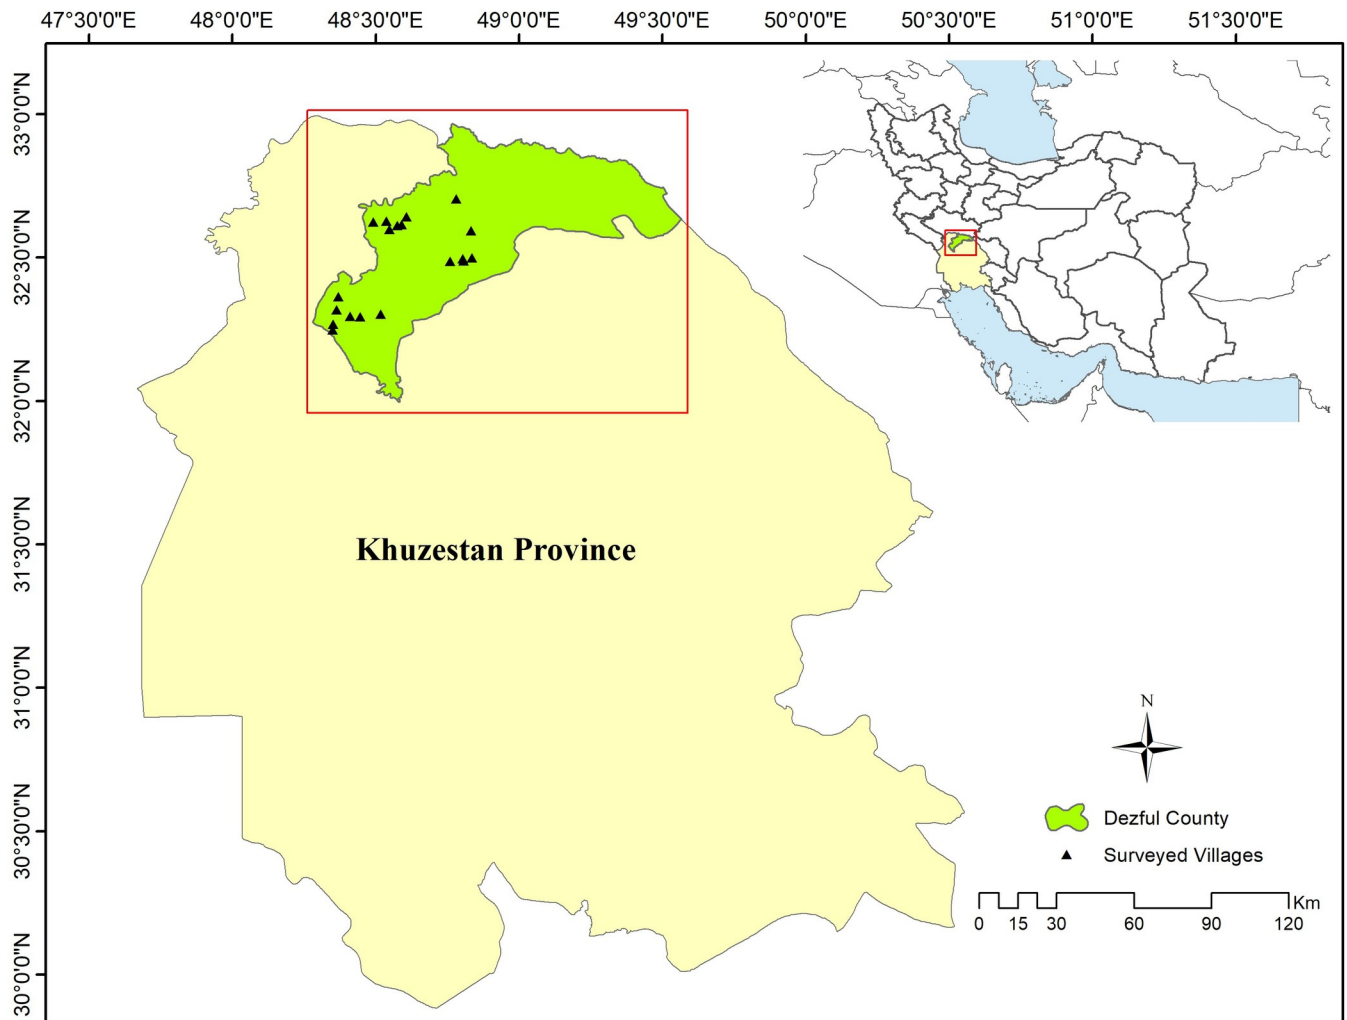 47°30'0"E 48°0'0"E 48°30'0"E 49°0'0"E 49°30'0"E 50°0'0"E 50°30'0"E 51°0'0"E 51°30'0"E
33°0'0"N
32°30'0"N
32°0'0"N
31°30'0"N
31°0'0"N
30°30'0"N
30°0'0"N
Khuzestan Province
N
Dezful County
Surveyed Villages
Km
0 15 30 60 90 120